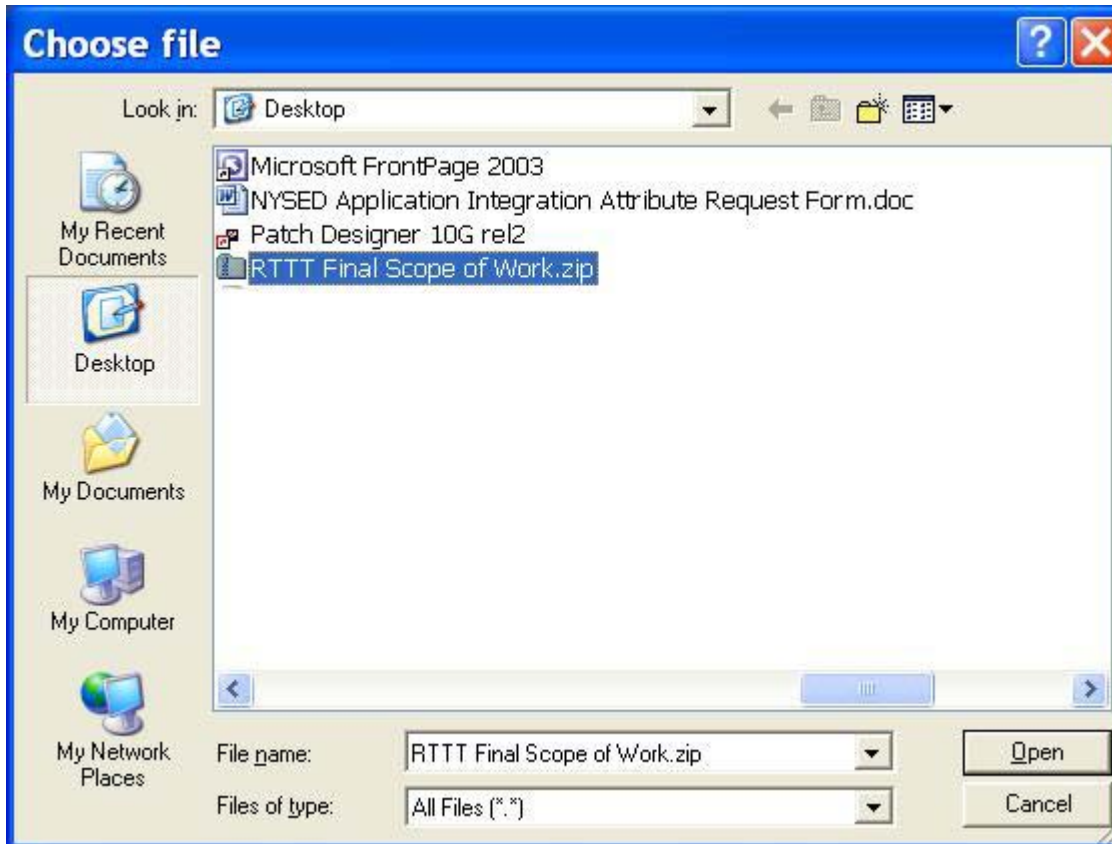 Choose file
Look in: Desktop
Microsoft FrontPage 2003
NYSED Application Integration Attribute Request Form.doc
Patch Designer 10G rel2
RTTT Final Scope of Work.zip
My Recent
Documents
Desktop
My Documents
My Computer
My Network
Places
File name: RTTT Final Scope of Work.zip
Open
Files of type: All Files (*.*)
Cancel